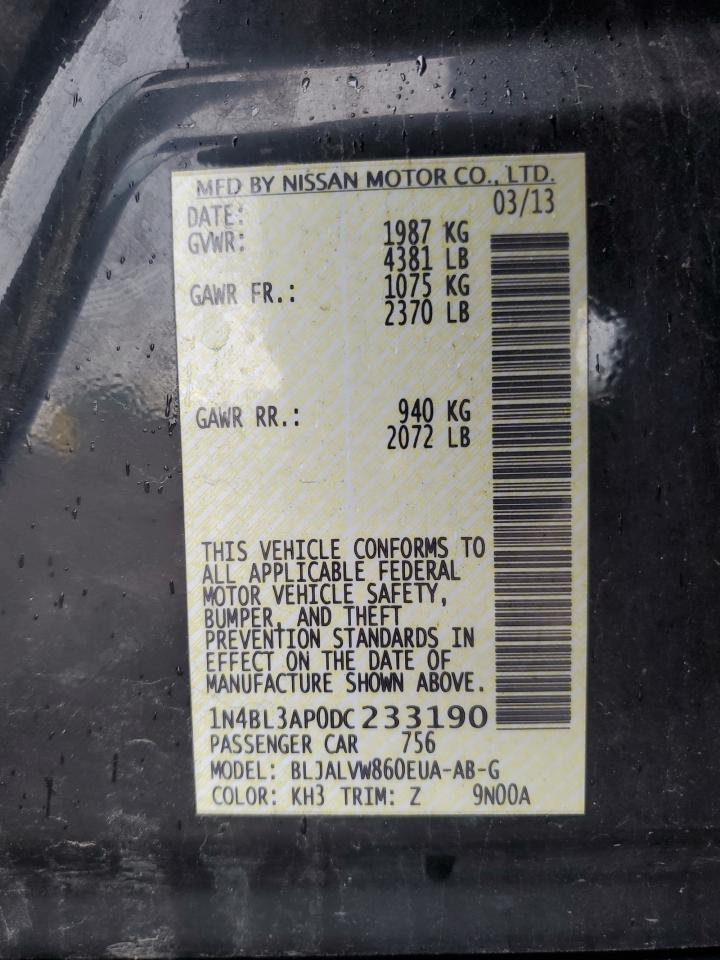 MFD BY NISSAN MOTOR CO., LTD.
DATE: 03/13
GVWR: 1987 KG
4381 LB
GAWR FR.: 1075 KG
2370 LB
GAWR RR.: 940 KG
2072 LB
THIS VEHICLE CONFORMS TO
ALL APPLICABLE FEDERAL
MOTOR VEHICLE SAFETY,
BUMPER, AND THEFT
PREVENTION STANDARDS IN
EFFECT ON THE DATE OF
MANUFACTURE SHOWN ABOVE.
1N4BL3AP0DC233190
PASSENGER CAR 756
MODEL: BLJALVW860EUA-AB-G
COLOR: KH3 TRIM: Z 9N00A